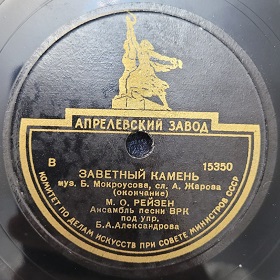 АПРЕЛЕВСКИЙ ЗАВОД
В 15350
ЗАВЕТНЫЙ КАМЕНЬ
муз. Б. Мокроусова, сл. А. Жарова
(окончание)
М. О. РЕЙЗЕН
Ансамбль песни ВРК
под упр.
Б. А. Александрова
КОМИТЕТ ПО ДЕЛАМ ИСКУССТВ ПРИ СОВЕТЕ МИНИСТРОВ СССР